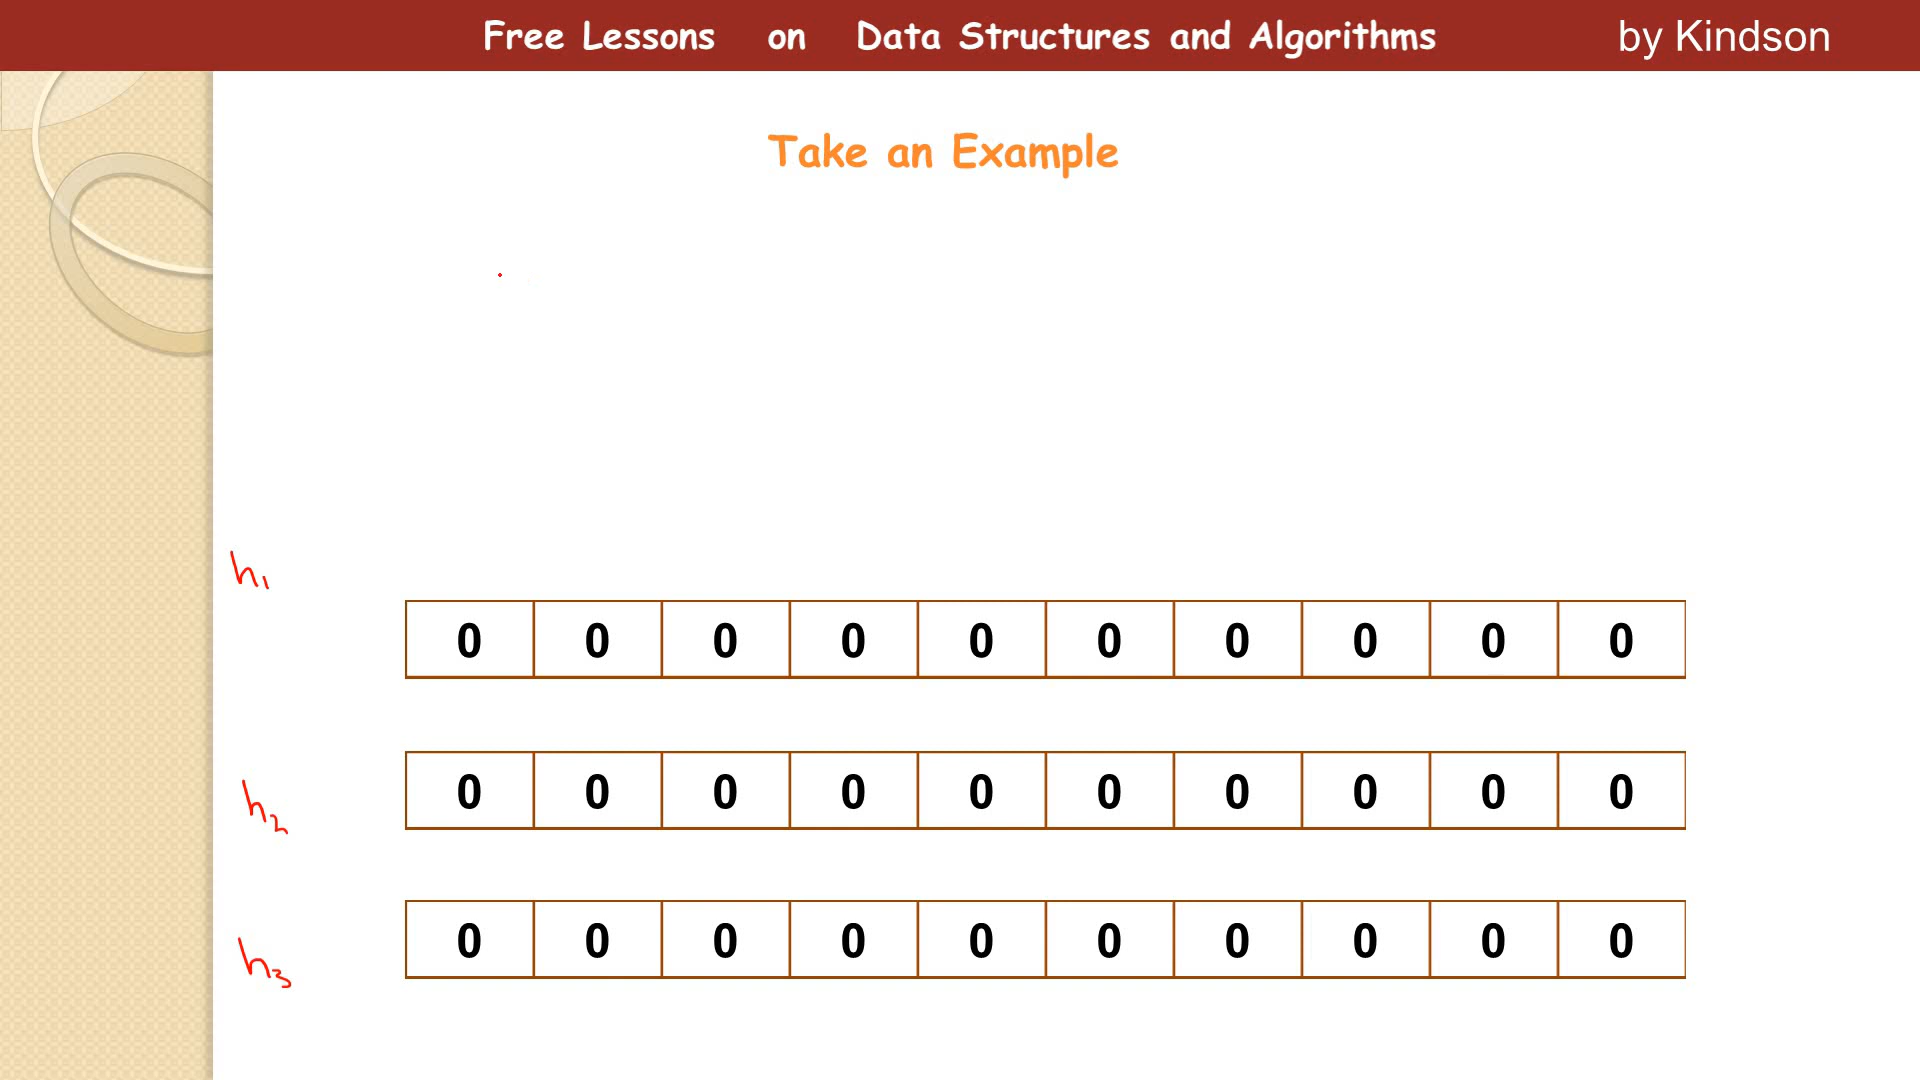 Free Lessons on Data Structures and Algorithms by Kindson
Take an Example
h1
0 0 0 0 0 0 0 0 0 0
h2
0 0 0 0 0 0 0 0 0 0
h3
0 0 0 0 0 0 0 0 0 0